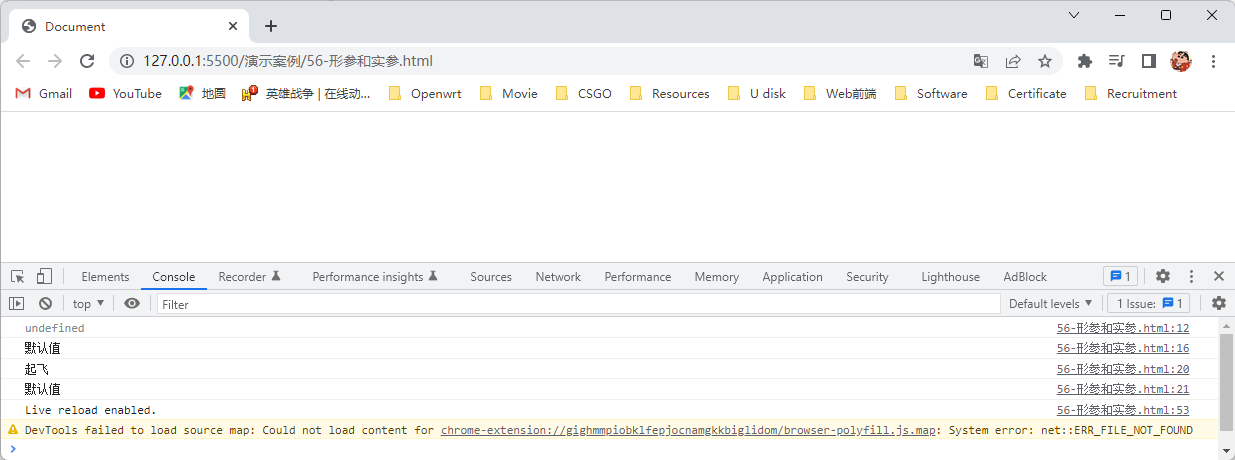 Document
127.0.0.1:5500/演示案例/56-形参和实参.html
Gmail YouTube 地图 英雄战争 | 在线动... Openwrt Movie CSGO Resources U disk Web前端 Software Certificate Recruitment
Elements Console Recorder Performance insights Sources Network Performance Memory Application Security Lighthouse AdBlock 1
top Filter Default levels 1 Issue: 1
undefined 56-形参和实参.html:12
默认值 56-形参和实参.html:16
起飞 56-形参和实参.html:20
默认值 56-形参和实参.html:21
Live reload enabled. 56-形参和实参.html:53
DevTools failed to load source map: Could not load content for chrome-extension://gighmmpiobklfepjocnamgkkbiglidom/browser-polyfill.js.map: System error: net::ERR_FILE_NOT_FOUND